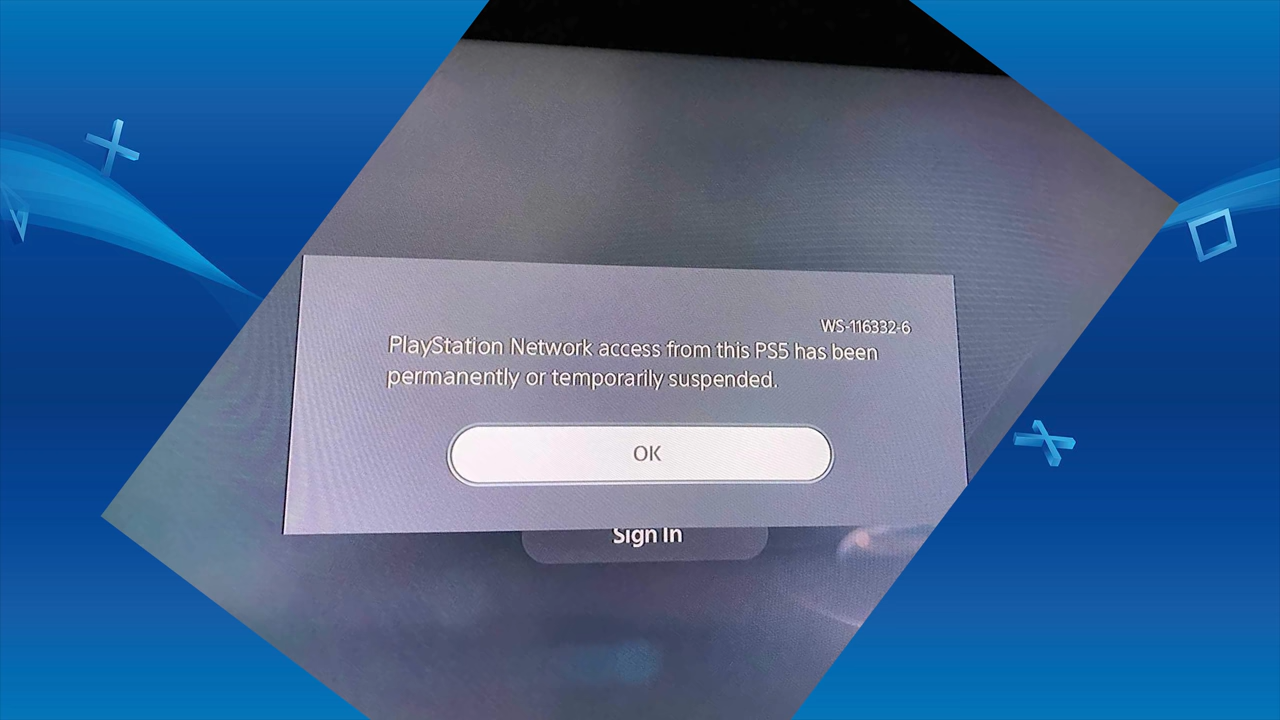 WS-116332-6
PlayStation Network access from this PS5 has been
permanently or temporarily suspended.
OK
Sign In